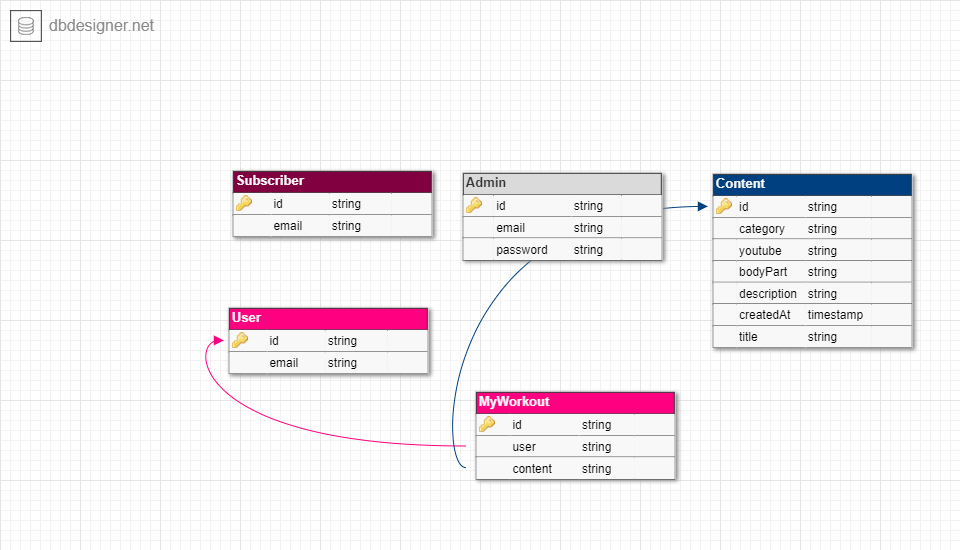 dbdesigner.net
Subscriber
id string
email string
Admin
id string
email string
password string
Content
id string
category string
youtube string
bodyPart string
description string
createdAt timestamp
title string
User
id string
email string
MyWorkout
id string
user string
content string